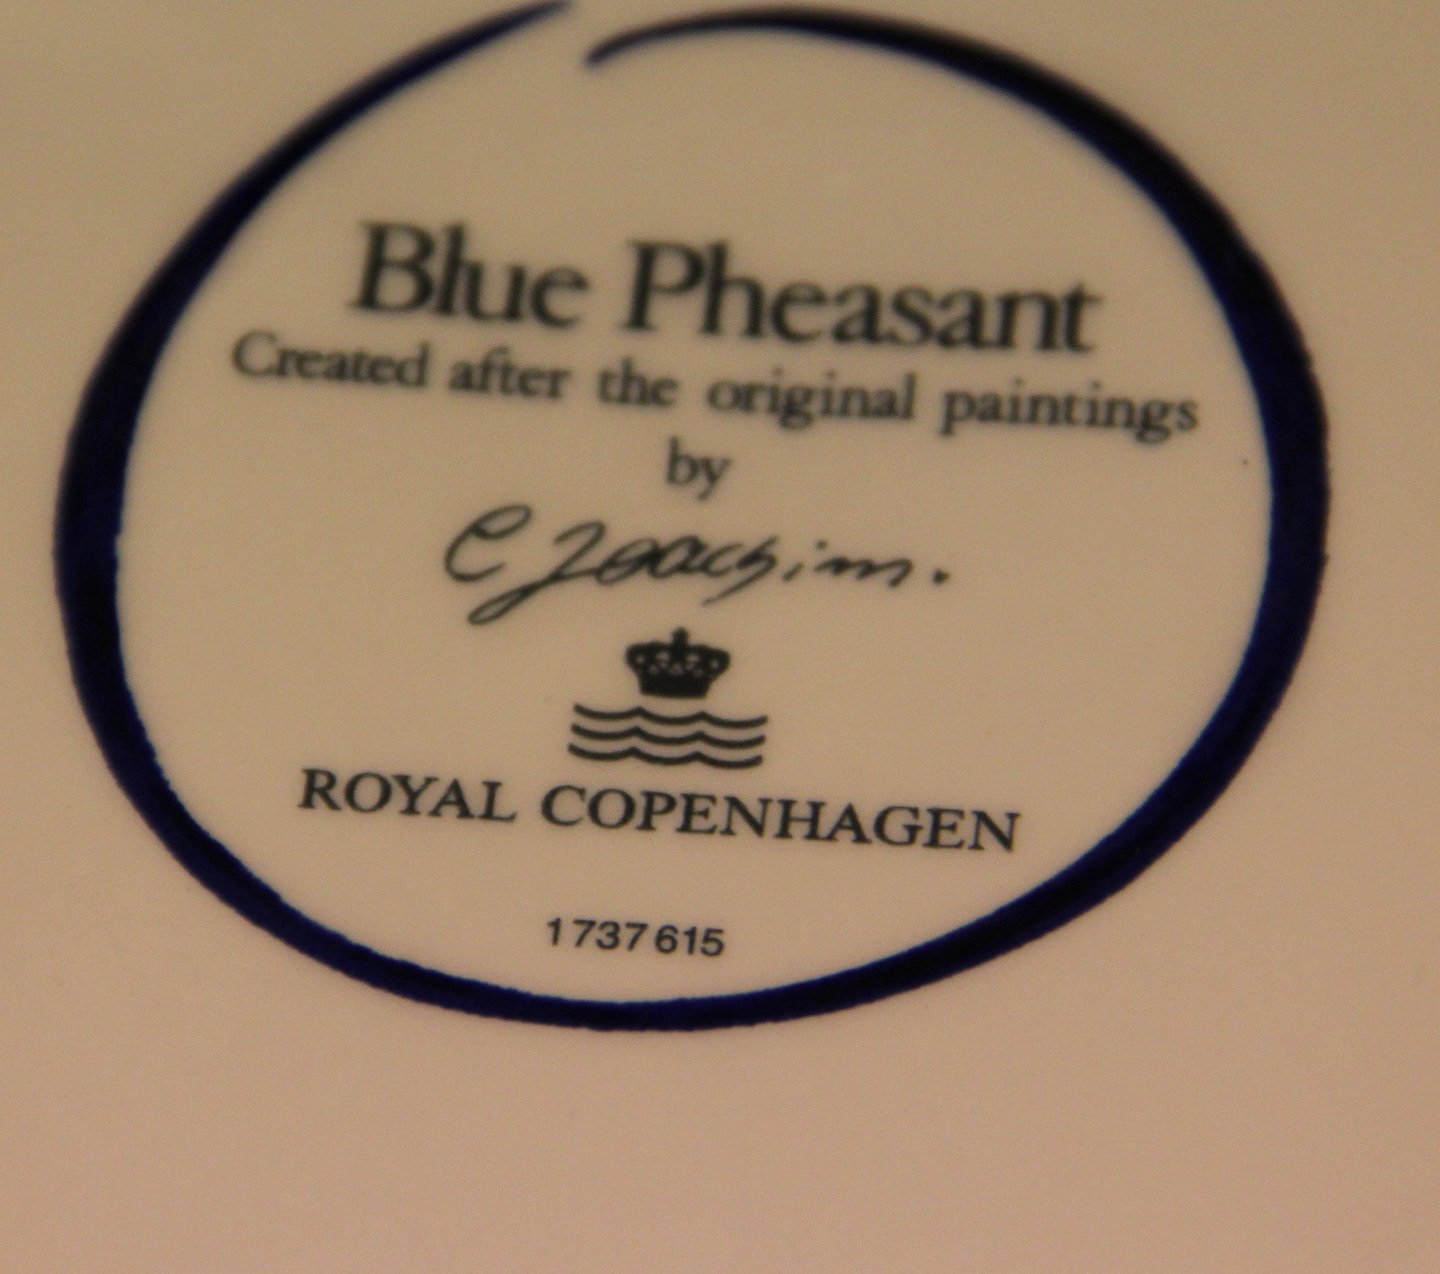 Blue Pheasant
Created after the original paintings
by
C Joachim.
ROYAL COPENHAGEN
1737615